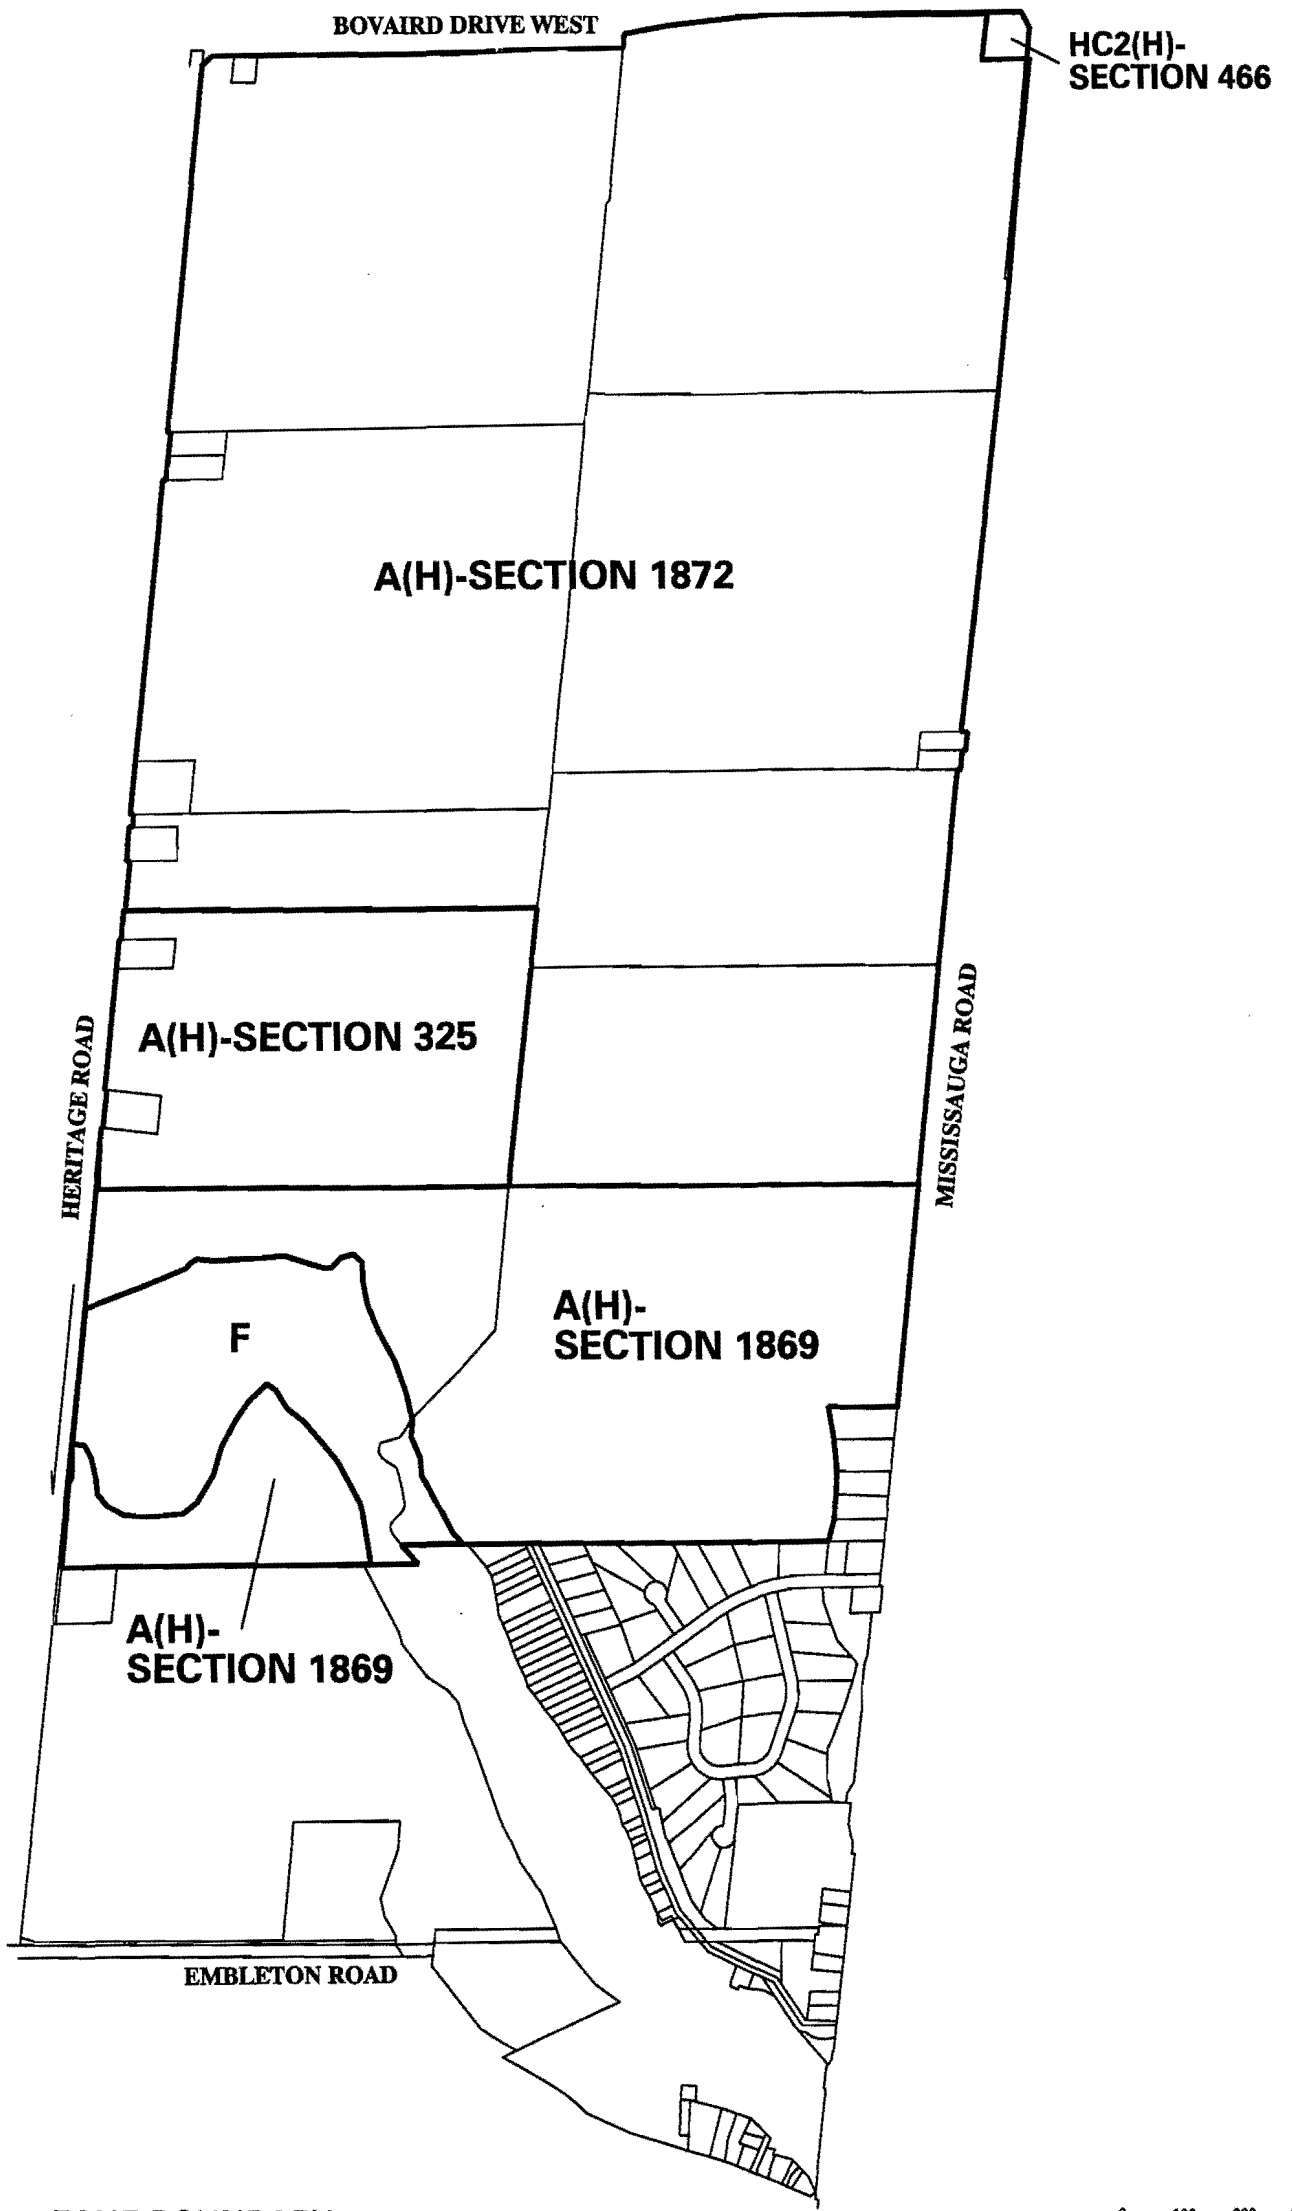 BOVAIRD DRIVE WEST
HC2(H)-
SECTION 466
A(H)-SECTION 1872
A(H)-SECTION 325
HERITAGE ROAD
MISSISSAUGA ROAD
A(H)-
SECTION 1869
F
A(H)-
SECTION 1869
EMBLETON ROAD